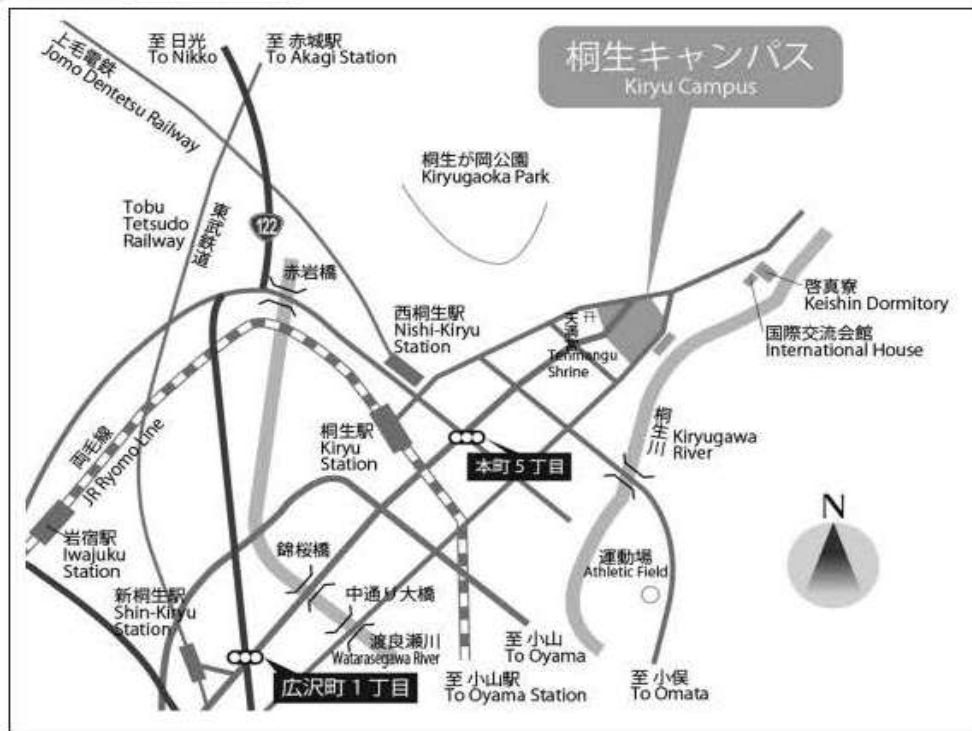 上毛電鉄
Jomo Dentetsu Railway
至 日光
To Nikko
至 赤城駅
To Akagi Station
桐生キャンパス
Kiryu Campus
桐生が岡公園
Kiryugaoka Park
Tobu
Tetsudo
Railway
東武鉄道
122
赤岩橋
西桐生駅
Nishi-Kiryu
Station
天満宮
Tenmangu
Shrine
啓真寮
Keishin Dormitory
国際交流会館
International House
両毛線
JR Ryomo Line
桐生駅
Kiryu
Station
本町5丁目
桐生川
Kiryugawa
River
N
岩宿駅
Iwajuku
Station
錦桜橋
運動場
Athletic Field
新桐生駅
Shin-Kiryu
Station
中通り大橋
渡良瀬川
Watarasegawa River
至 小山
To Oyama
広沢町1丁目
至 小山駅
To Oyama Station
至 小俣
To Omata